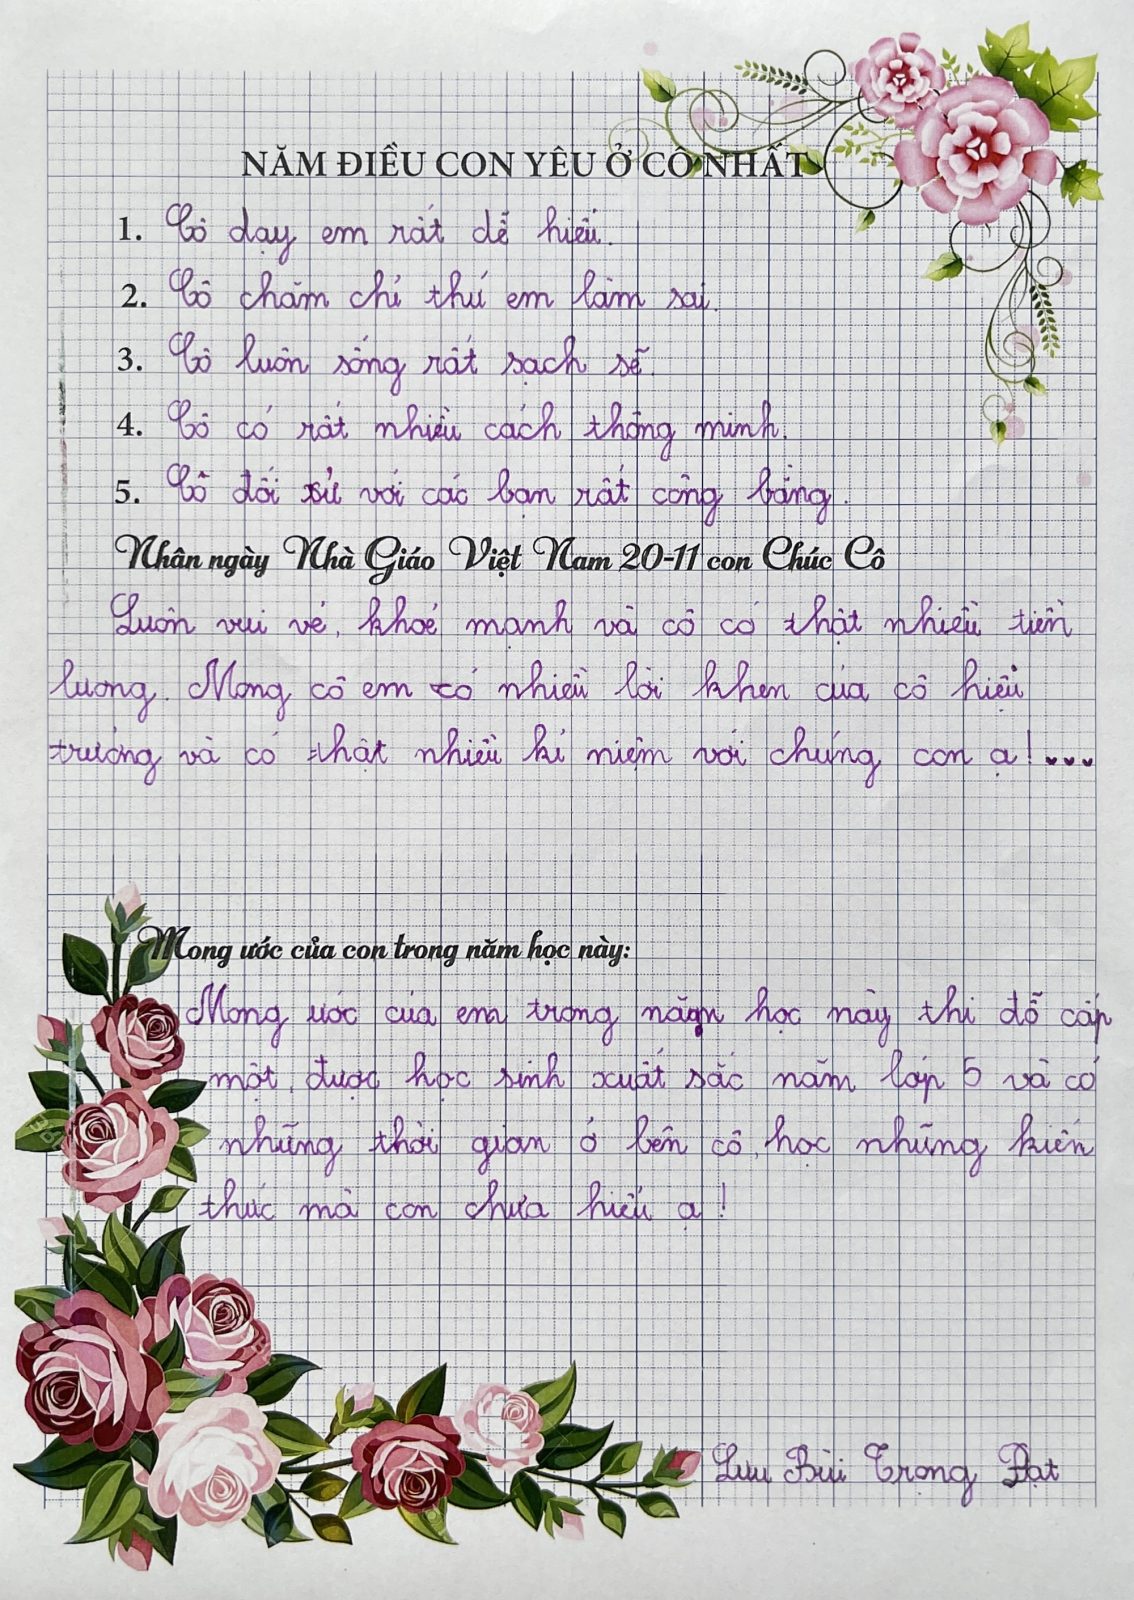 NĂM ĐIỀU CON YÊU Ở CÔ NHẤT
1. Cô dạy em rất dễ hiểu.
2. Cô chăm chỉ thứ em làm sai.
3. Cô luôn sống rất sạch sẽ.
4. Cô có rất nhiều cách thông minh.
5. Cô đối xử với các bạn rất công bằng.
Nhân ngày Nhà Giáo Việt Nam 20-11 con Chúc Cô
Luôn vui vẻ, khoẻ mạnh và cô có thật nhiều tiền
lương. Mong cô em có nhiều lời khen của cô hiệu
trưởng và có thật nhiều kỉ niệm với chúng con ạ!
Mong ước của con trong năm học này:
Mong ước của em trong năm học này thi đỗ cấp
một, được học sinh xuất sắc năm lớp 5 và có
những thời gian ở bên cô, học những kiến
thức mà con chưa hiểu ạ!
Lưu Bùi Trọng Đạt